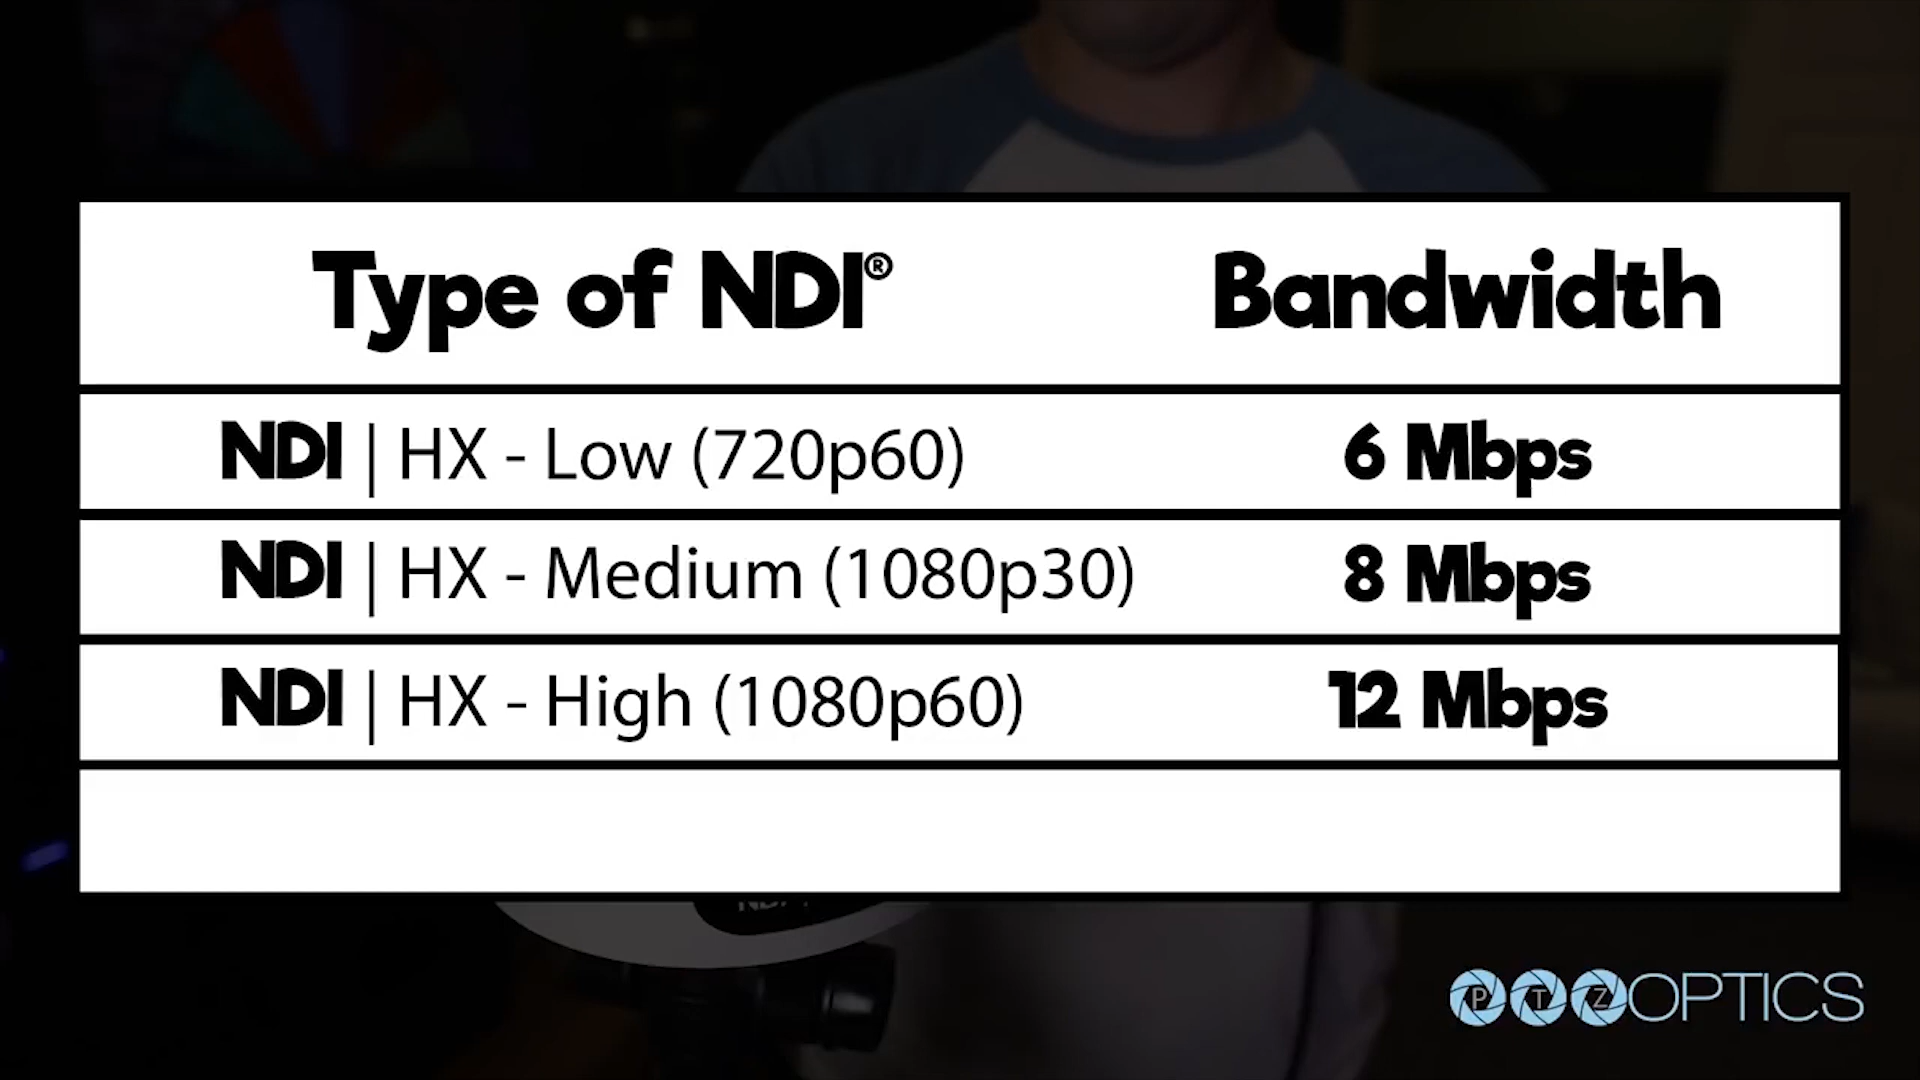 Type of NDI® Bandwidth
NDI | HX - Low (720p60) 6 Mbps
NDI | HX - Medium (1080p30) 8 Mbps
NDI | HX - High (1080p60) 12 Mbps
PTZOPTICS